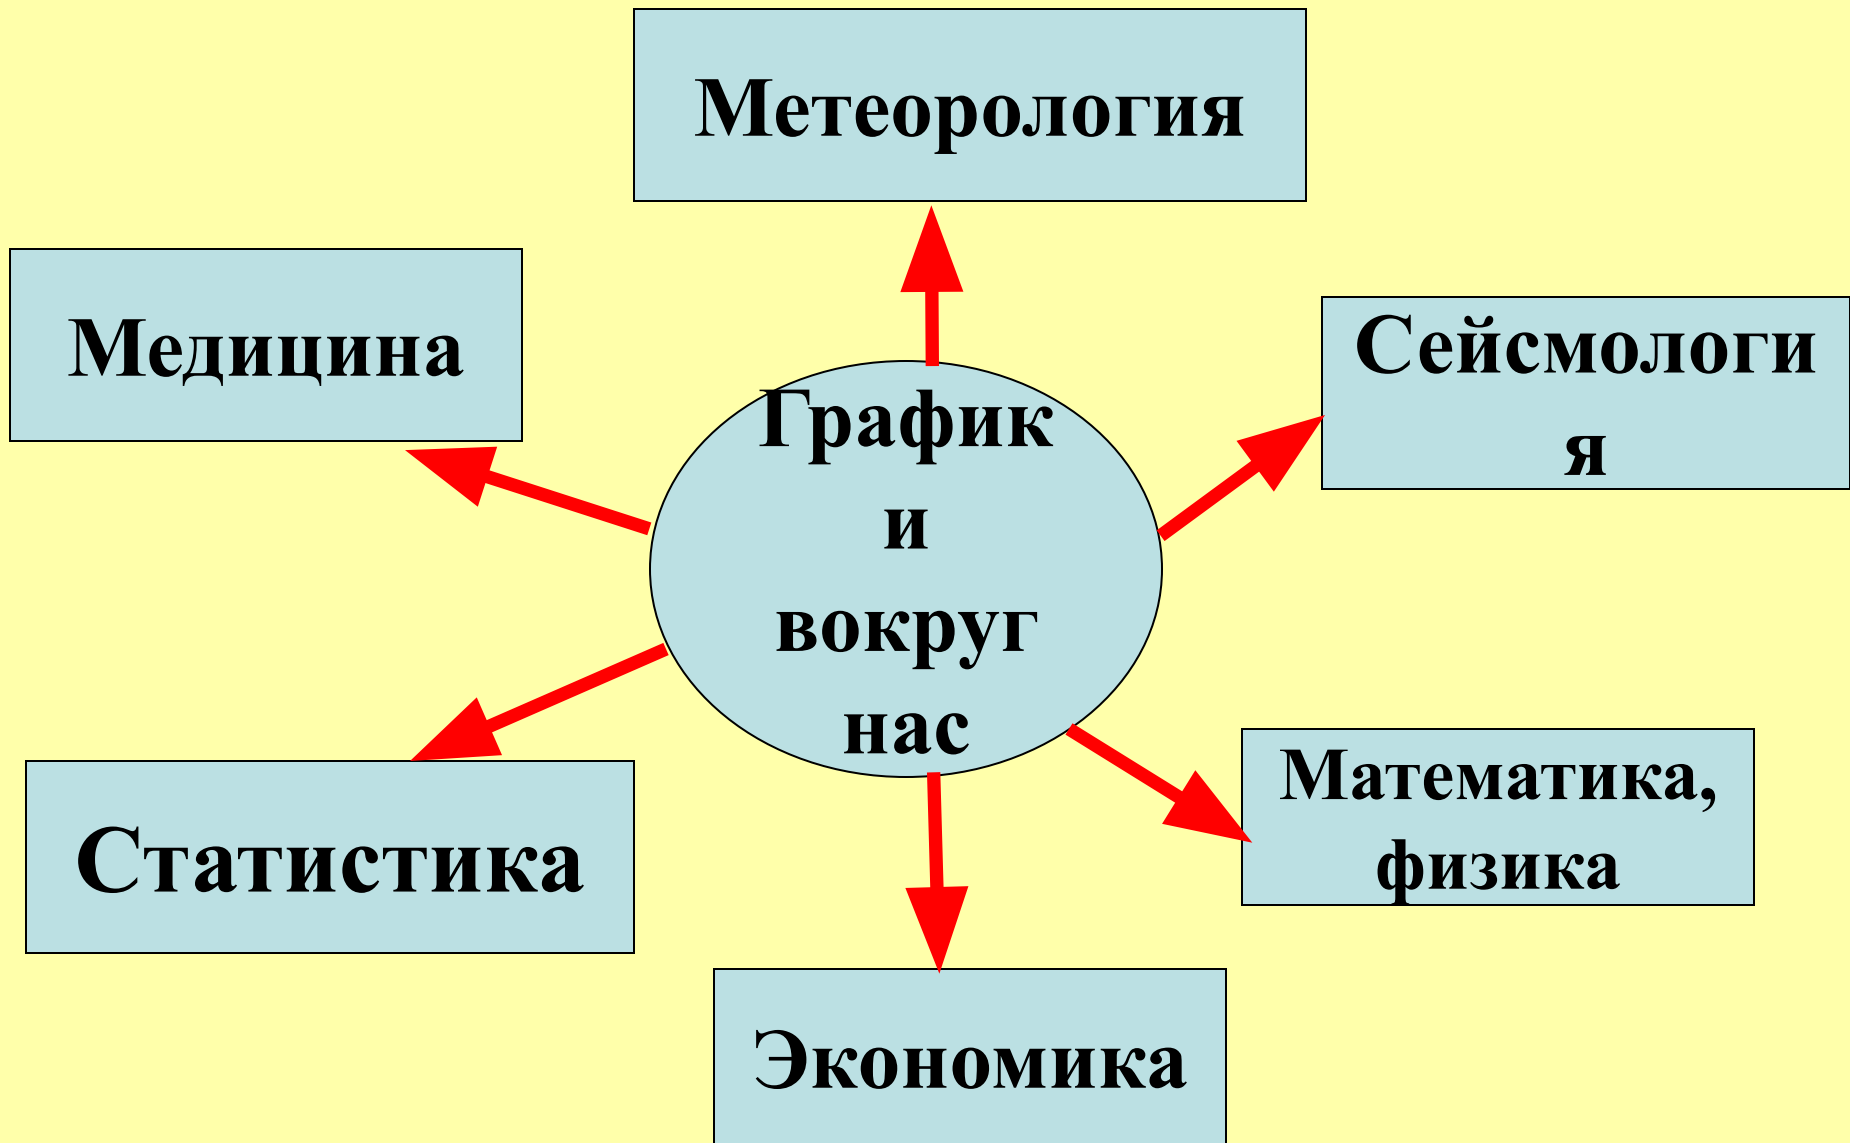 Метеорология
Медицина
Сейсмологи
я
График
и
вокруг
нас
Статистика
Математика,
физика
Экономика